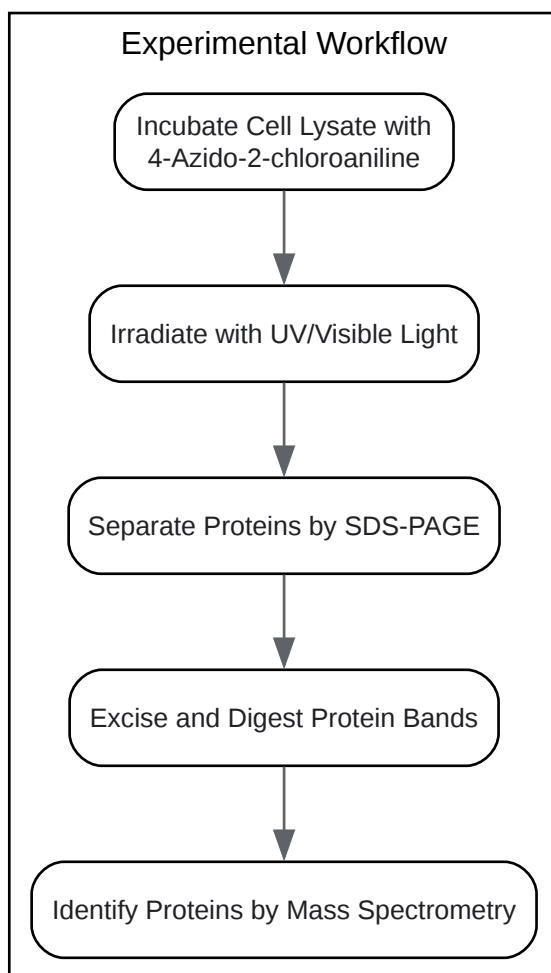 Experimental Workflow
Incubate Cell Lysate with
4-Azido-2-chloroaniline
Irradiate with UV/Visible Light
Separate Proteins by SDS-PAGE
Excise and Digest Protein Bands
Identify Proteins by Mass Spectrometry